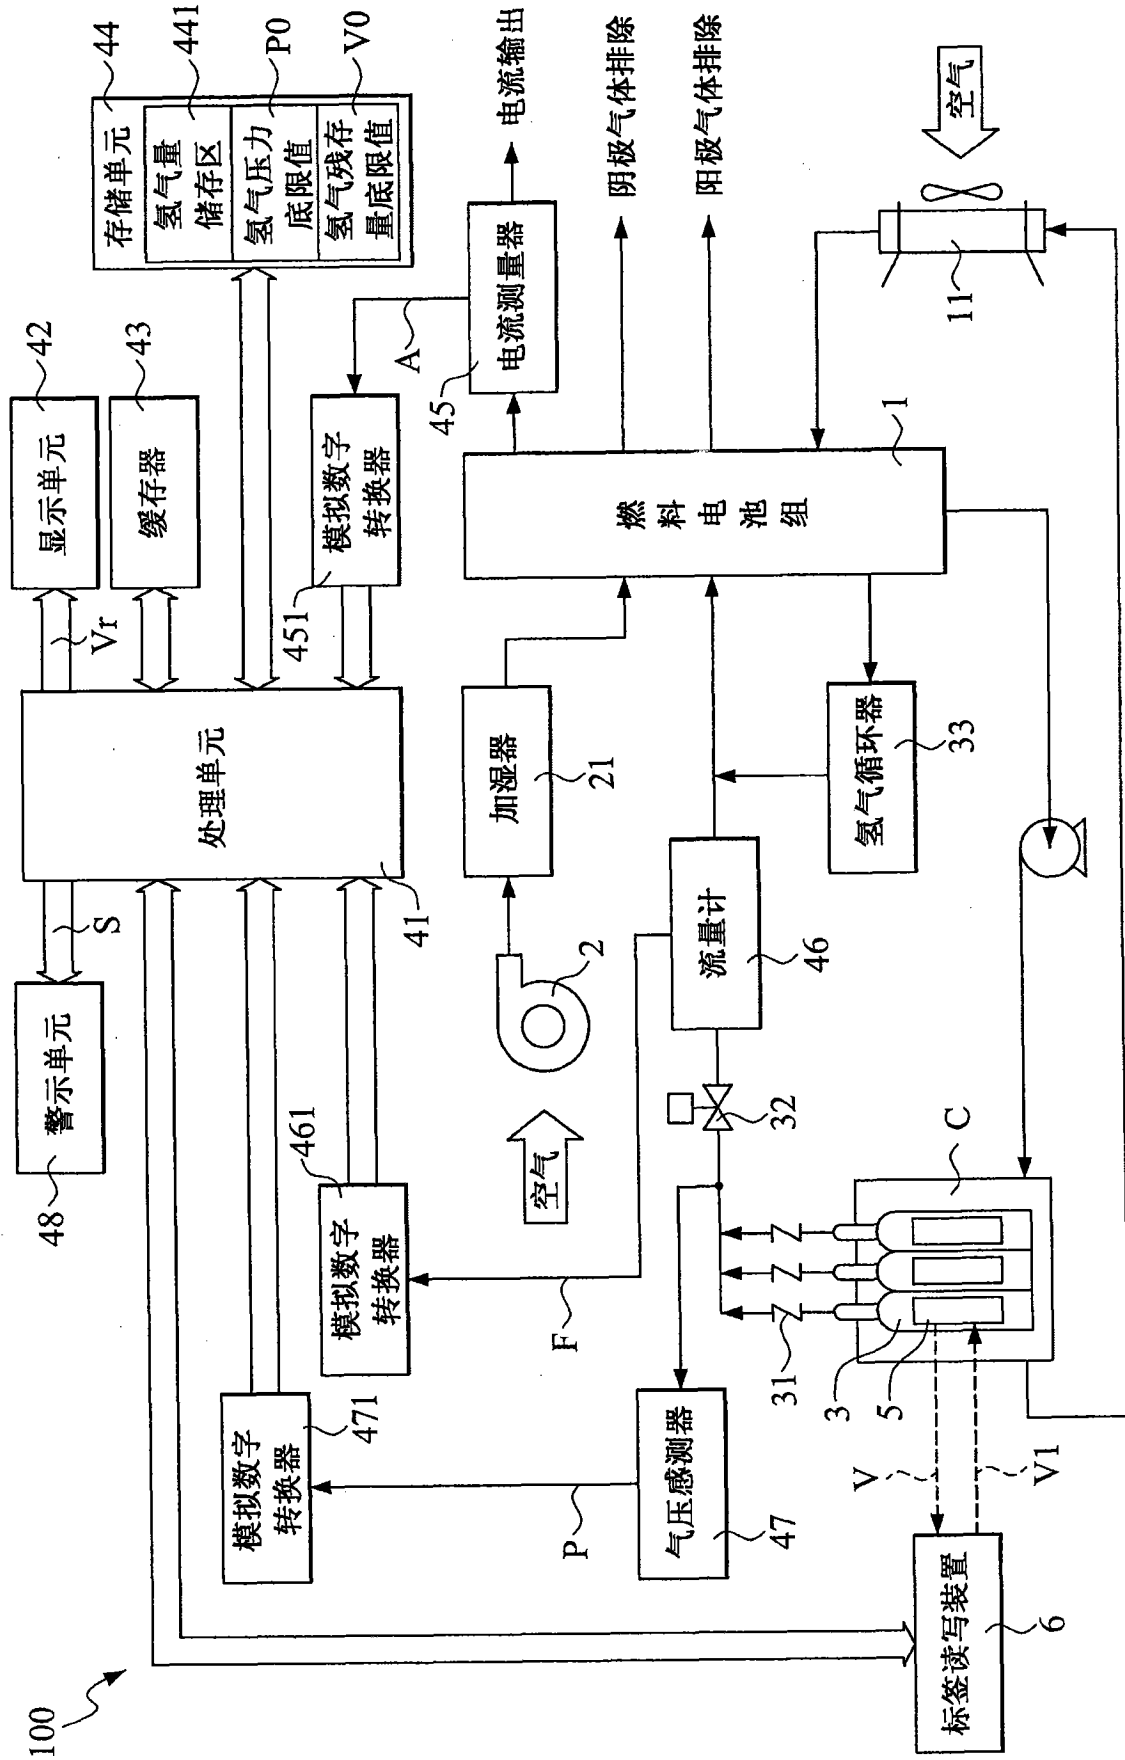 100
48
警示单元
S
显示单元
42
Vr
缓存器
43
存储单元
44
氢气量
储存区
441
氢气压力
底限值
P0
氢气残存
量底限值
V0
处理单元
41
模拟数字
转换器
451
模拟数字
转换器
461
模拟数字
转换器
471
A
电流测量器
45
电流输出
加湿器
21
空气
2
燃料电池组
1
阴极气体排除
阳极气体排除
空气
11
流量计
46
氢气循环器
33
32
F
P
气压感测器
47
31
3
5
C
V
V1
标签读写装置
6